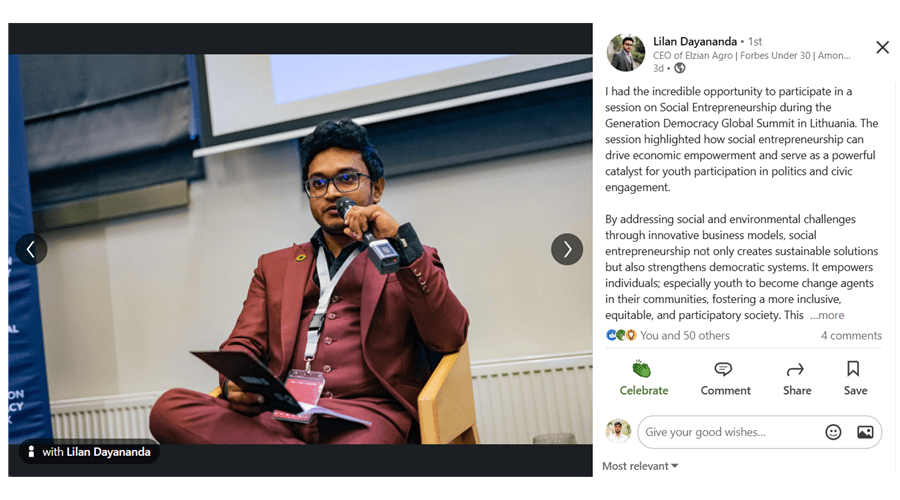 Lilan Dayananda • 1st
CEO of Elzian Agro | Forbes Under 30 | Amon...
3d •
I had the incredible opportunity to participate in a
session on Social Entrepreneurship during the
Generation Democracy Global Summit in Lithuania. The
session highlighted how social entrepreneurship can
drive economic empowerment and serve as a powerful
catalyst for youth participation in politics and civic
engagement.
By addressing social and environmental challenges
through innovative business models, social
entrepreneurship not only creates sustainable solutions
but also strengthens democratic systems. It empowers
individuals; especially youth to become change agents
in their communities, fostering a more inclusive,
equitable, and participatory society. This ...more
You and 50 others 4 comments
Celebrate Comment Share Save
Give your good wishes...
Most relevant
with Lilan Dayananda